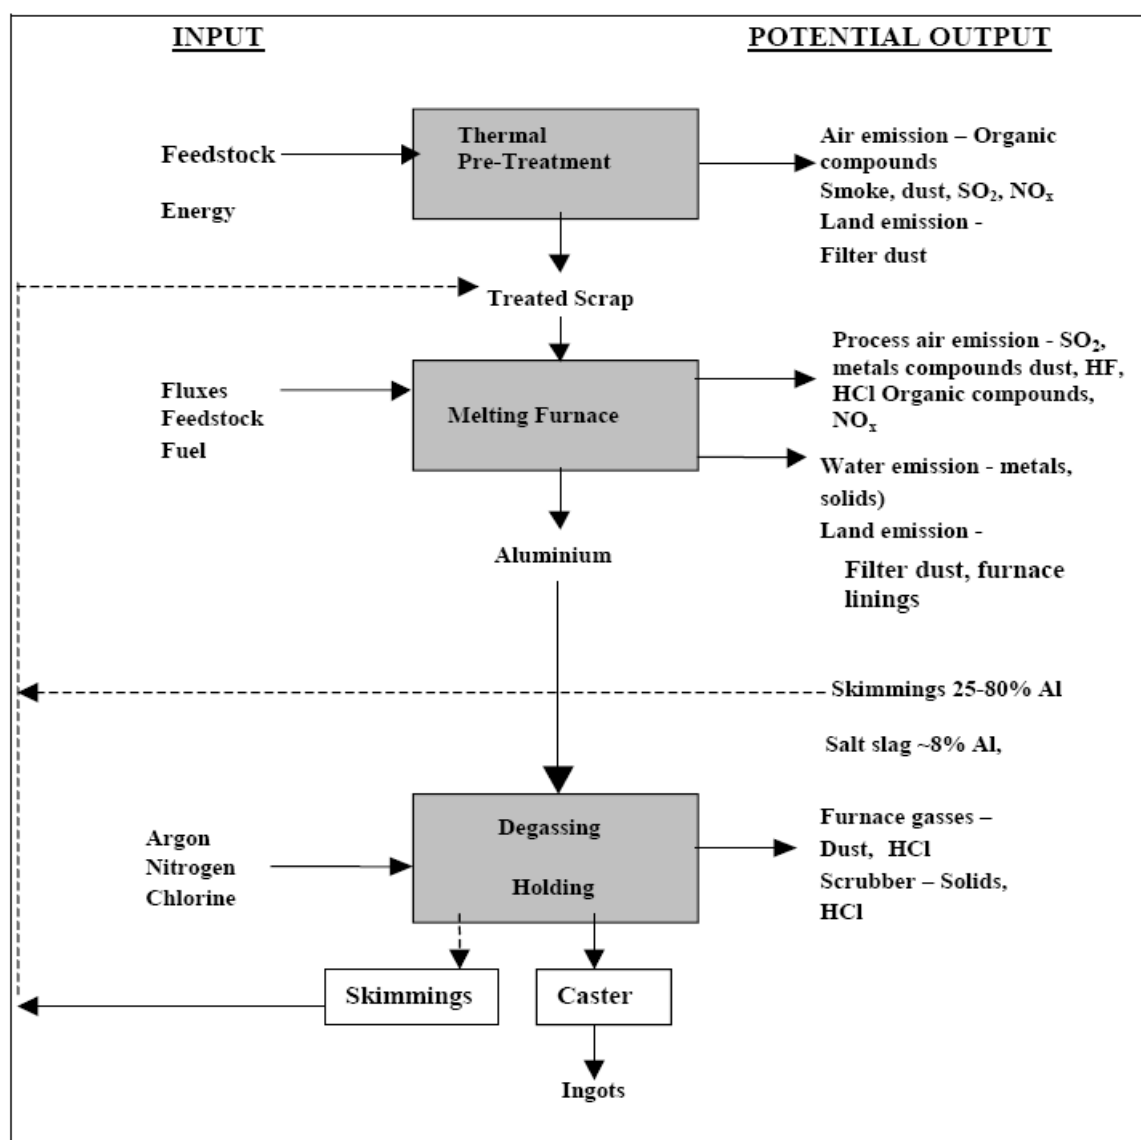 INPUT
POTENTIAL OUTPUT
Thermal
Pre-Treatment
Feedstock
Energy
Air emission – Organic
compounds
Smoke, dust, SO₂, NOₓ
Land emission -
Filter dust
Treated Scrap
Fluxes
Feedstock
Fuel
Melting Furnace
Process air emission - SO₂,
metals compounds dust, HF,
HCl Organic compounds,
NOₓ
Water emission - metals,
solids)
Land emission -
Filter dust, furnace
linings
Aluminium
Skimmings 25-80% Al
Salt slag ~8% Al,
Argon
Nitrogen
Chlorine
Degassing
Holding
Furnace gasses –
Dust, HCl
Scrubber – Solids,
HCl
Skimmings
Caster
Ingots